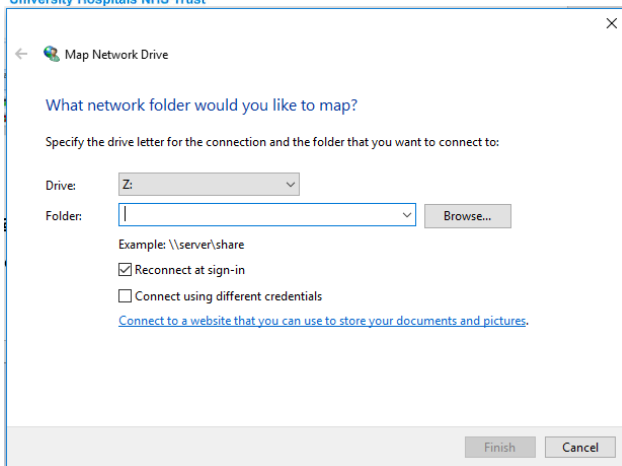 University Hospitals NHS Trust
Map Network Drive
What network folder would you like to map?
Specify the drive letter for the connection and the folder that you want to connect to:
Drive: Z:
Folder: Browse...
Example: \\server\share
Reconnect at sign-in
Connect using different credentials
Connect to a website that you can use to store your documents and pictures.
Finish Cancel